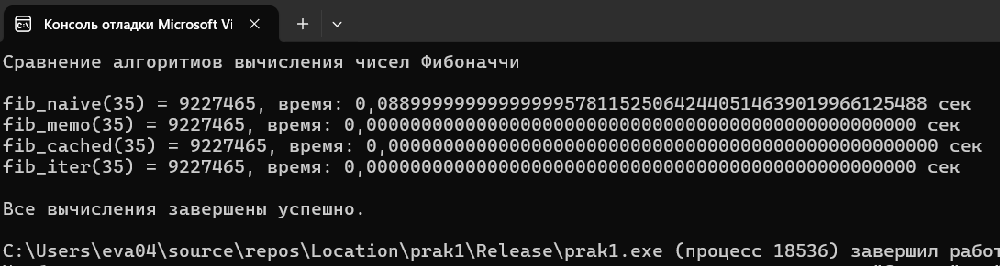 Консоль отладки Microsoft Vi
Сравнение алгоритмов вычисления чисел Фибоначчи
fib_naive(35) = 9227465, время: 0,08899999999999999578115250642440514639019966125488 сек
fib_memo(35) = 9227465, время: 0,00000000000000000000000000000000000000000000000000 сек
fib_cached(35) = 9227465, время: 0,00000000000000000000000000000000000000000000000000 сек
fib_iter(35) = 9227465, время: 0,00000000000000000000000000000000000000000000000000 сек
Все вычисления завершены успешно.
C:\Users\eva04\source\repos\Location\prak1\Release\prak1.exe (процесс 18536) завершил работ